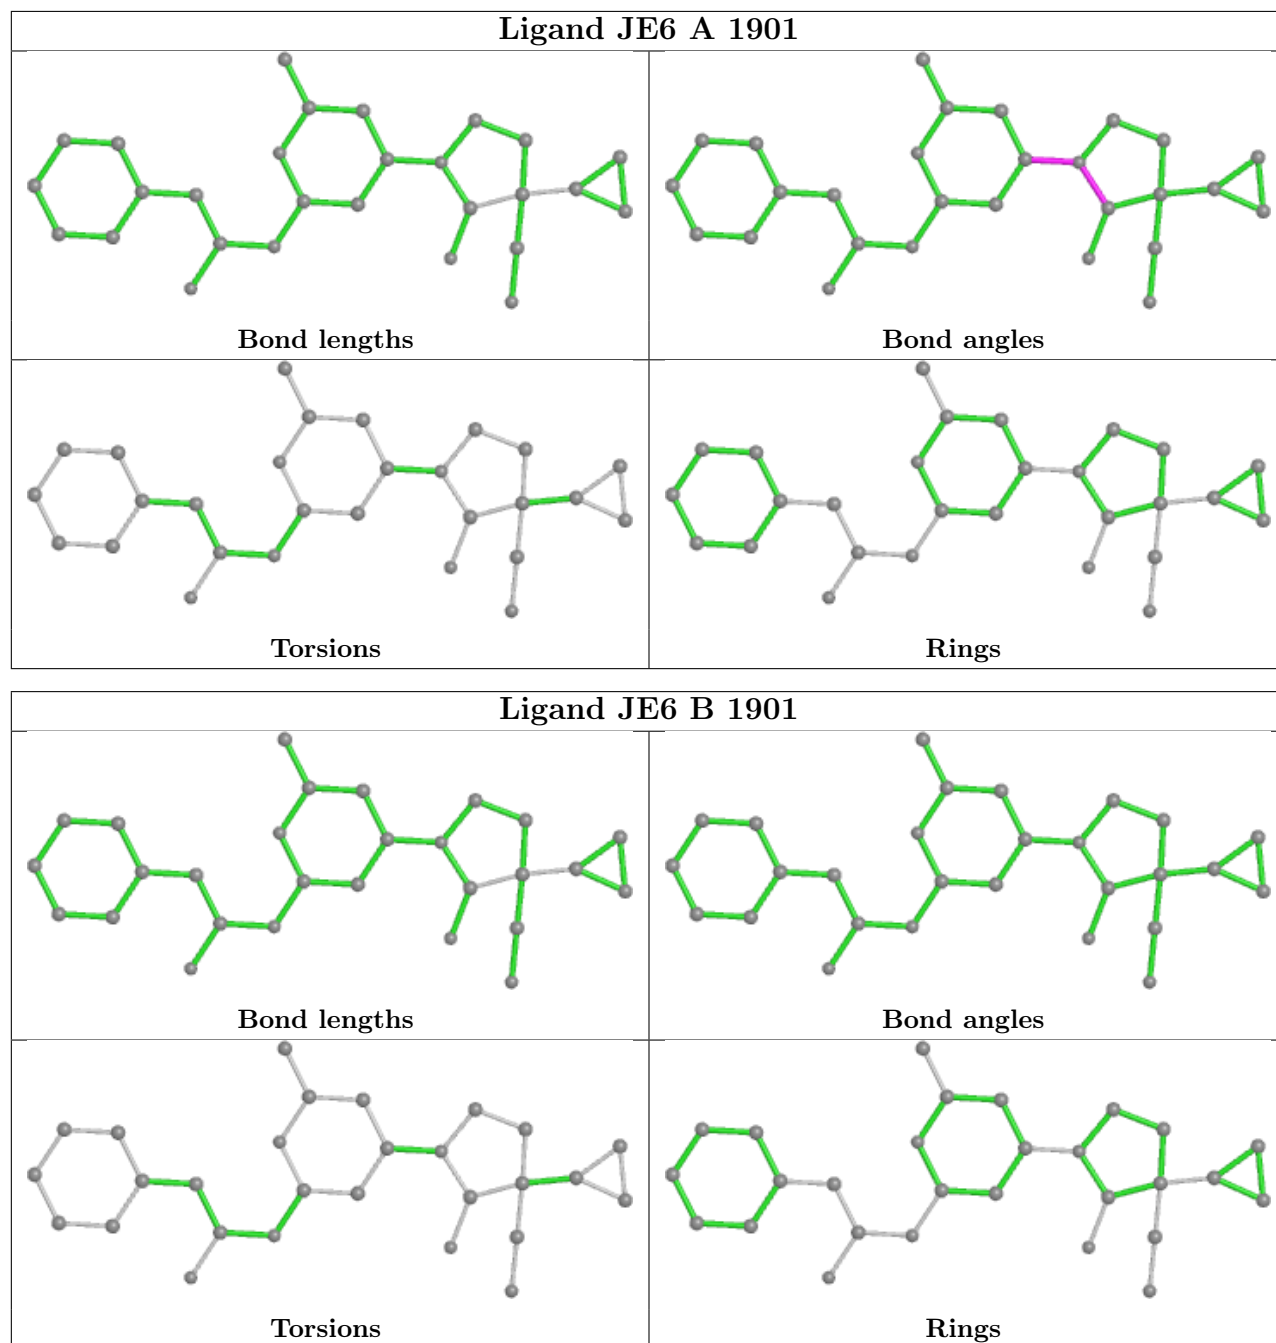 Ligand JE6 A 1901
Bond lengths
Bond angles
Torsions
Rings
Ligand JE6 B 1901
Bond lengths
Bond angles
Torsions
Rings